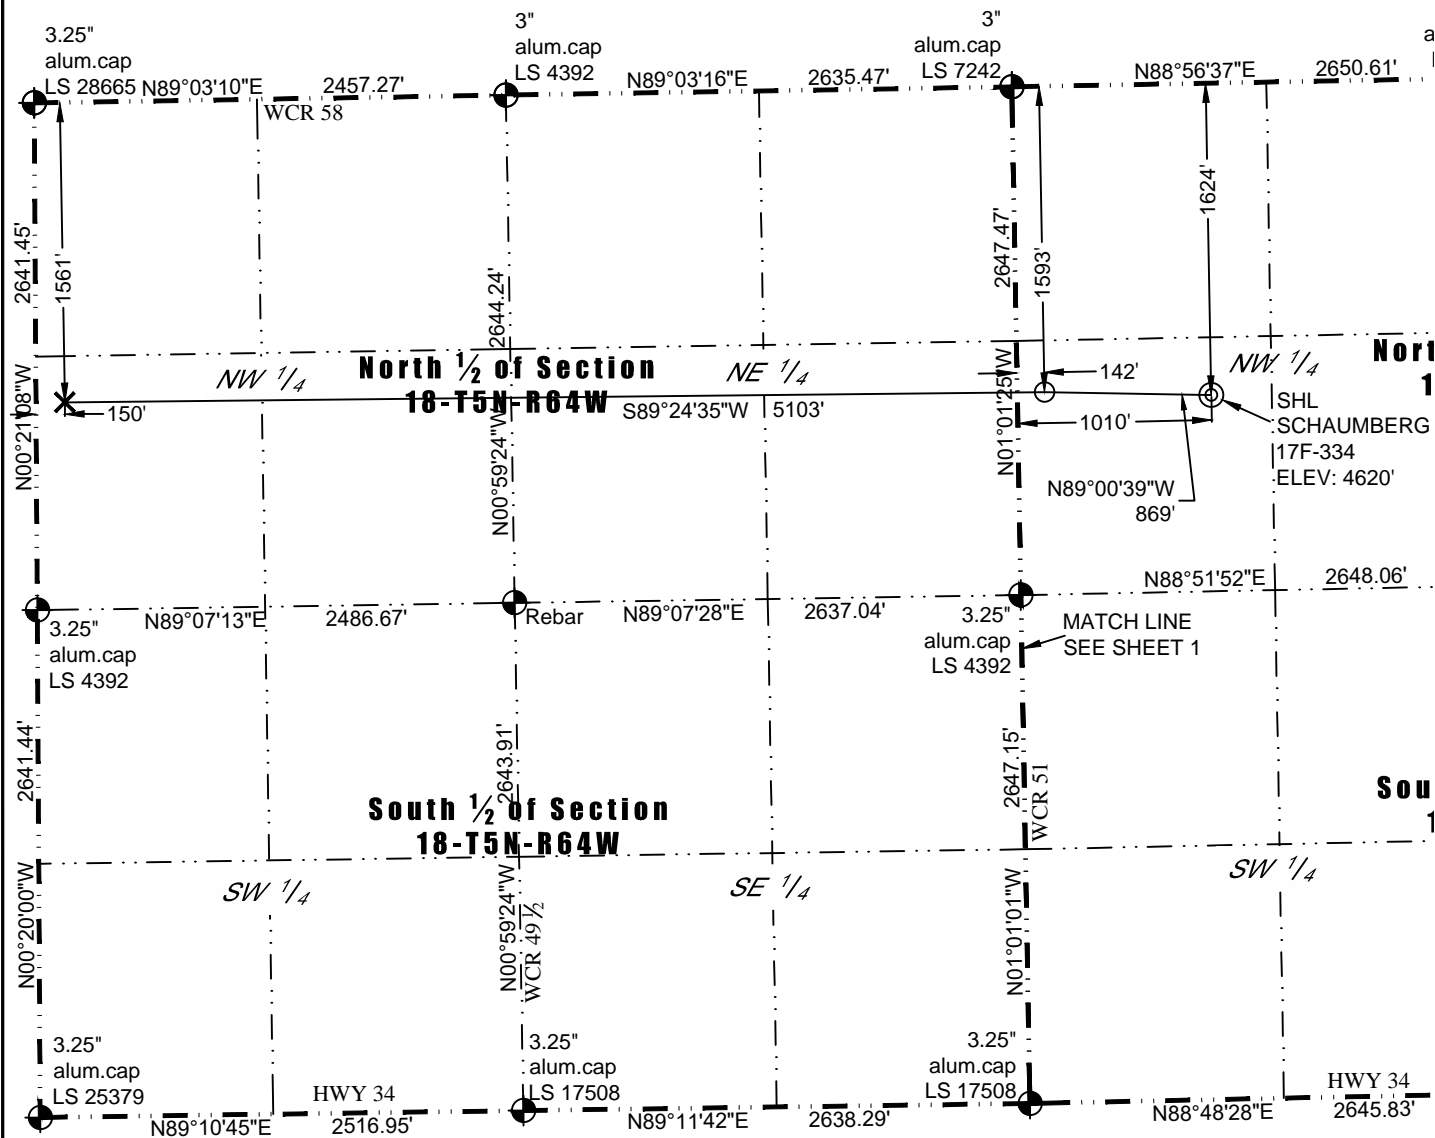 3.25"
alum.cap
LS 28665
N89°03'10"E
2457.27'
WCR 58
3"
alum.cap
LS 4392
N89°03'16"E
2635.47'
3"
alum.cap
LS 7242
N88°56'37"E
2650.61'
2641.45'
1561'
2644.24'
2647.47'
1593'
1624'
North ½ of Section
18-T5N-R64W
NW 1/4
NE 1/4
NW 1/4
Nort
1
N00°21'08"W
150'
N00°59'24"W
S89°24'35"W
5103'
N01°01'25"W
142'
1010'
SHL
SCHAUMBERG
17F-334
ELEV: 4620'
N89°00'39"W
869'
3.25"
alum.cap
LS 4392
N89°07'13"E
2486.67'
Rebar
N89°07'28"E
2637.04'
3.25"
alum.cap
LS 4392
N88°51'52"E
2648.06'
MATCH LINE
SEE SHEET 1
2641.44'
2643.91'
2647.15'
WCR 51
South ½ of Section
18-T5N-R64W
Sou
1
SW 1/4
SE 1/4
SW 1/4
N00°20'00"W
N00°59'24"W
WCR 49 ½
N01°01'01"W
3.25"
alum.cap
LS 25379
HWY 34
N89°10'45"E
2516.95'
3.25"
alum.cap
LS 17508
N89°11'42"E
2638.29'
3.25"
alum.cap
LS 17508
HWY 34
N88°48'28"E
2645.83'